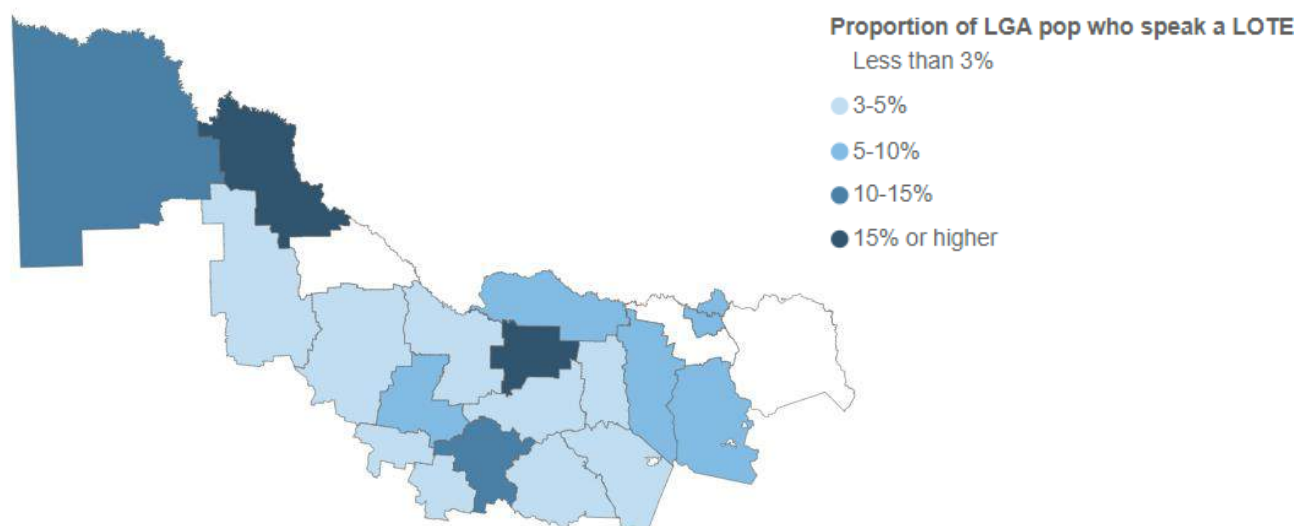 Proportion of LGA pop who speak a LOTE
Less than 3%
3-5%
5-10%
10-15%
15% or higher